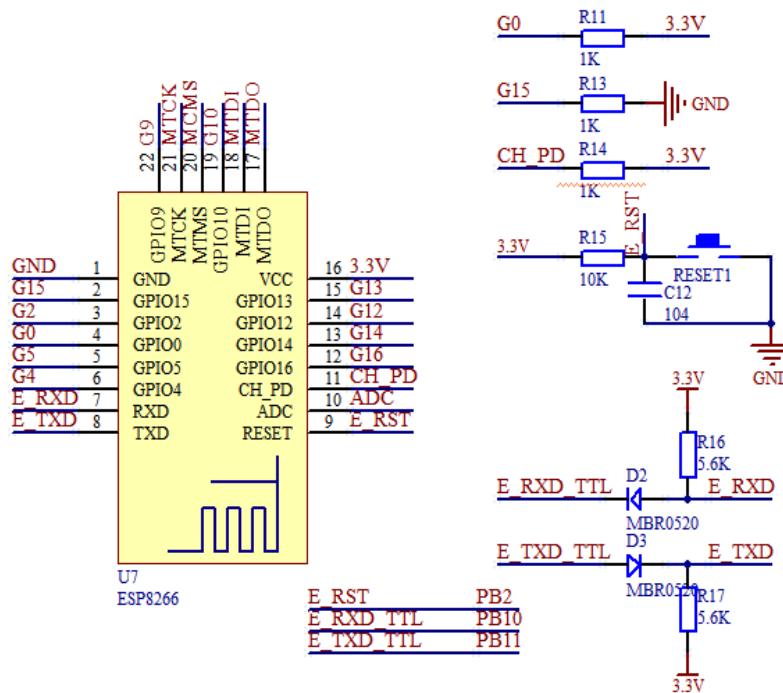 G0 R11 3.3V
1K
G15 R13 GND
1K
CH_PD R14 3.3V
1K
E_RST
3.3V R15 RESET1
10K C12
104
GND
22 G9
21 MTCK
20 MCMS
19 G10
18 MTDI
17 MTDO
GPIO9
MTCK
MTMS
GPIO10
MTDI
MTDO
GND 1 GND VCC 16 3.3V
G15 2 GPIO15 GPIO13 15 G13
G2 3 GPIO2 GPIO12 14 G12
G0 4 GPIO0 GPIO14 13 G14
G5 5 GPIO5 GPIO16 12 G16
G4 6 GPIO4 CH_PD 11 CH_PD
E_RXD 7 RXD ADC 10 ADC
E_TXD 8 TXD RESET 9 E_RST
U7
ESP8266
3.3V
R16
5.6K
E_RXD_TTL D2 E_RXD
MBR0520
E_TXD_TTL D3 E_TXD
MBR0520
R17
5.6K
3.3V
E_RST PB2
E_RXD_TTL PB10
E_TXD_TTL PB11